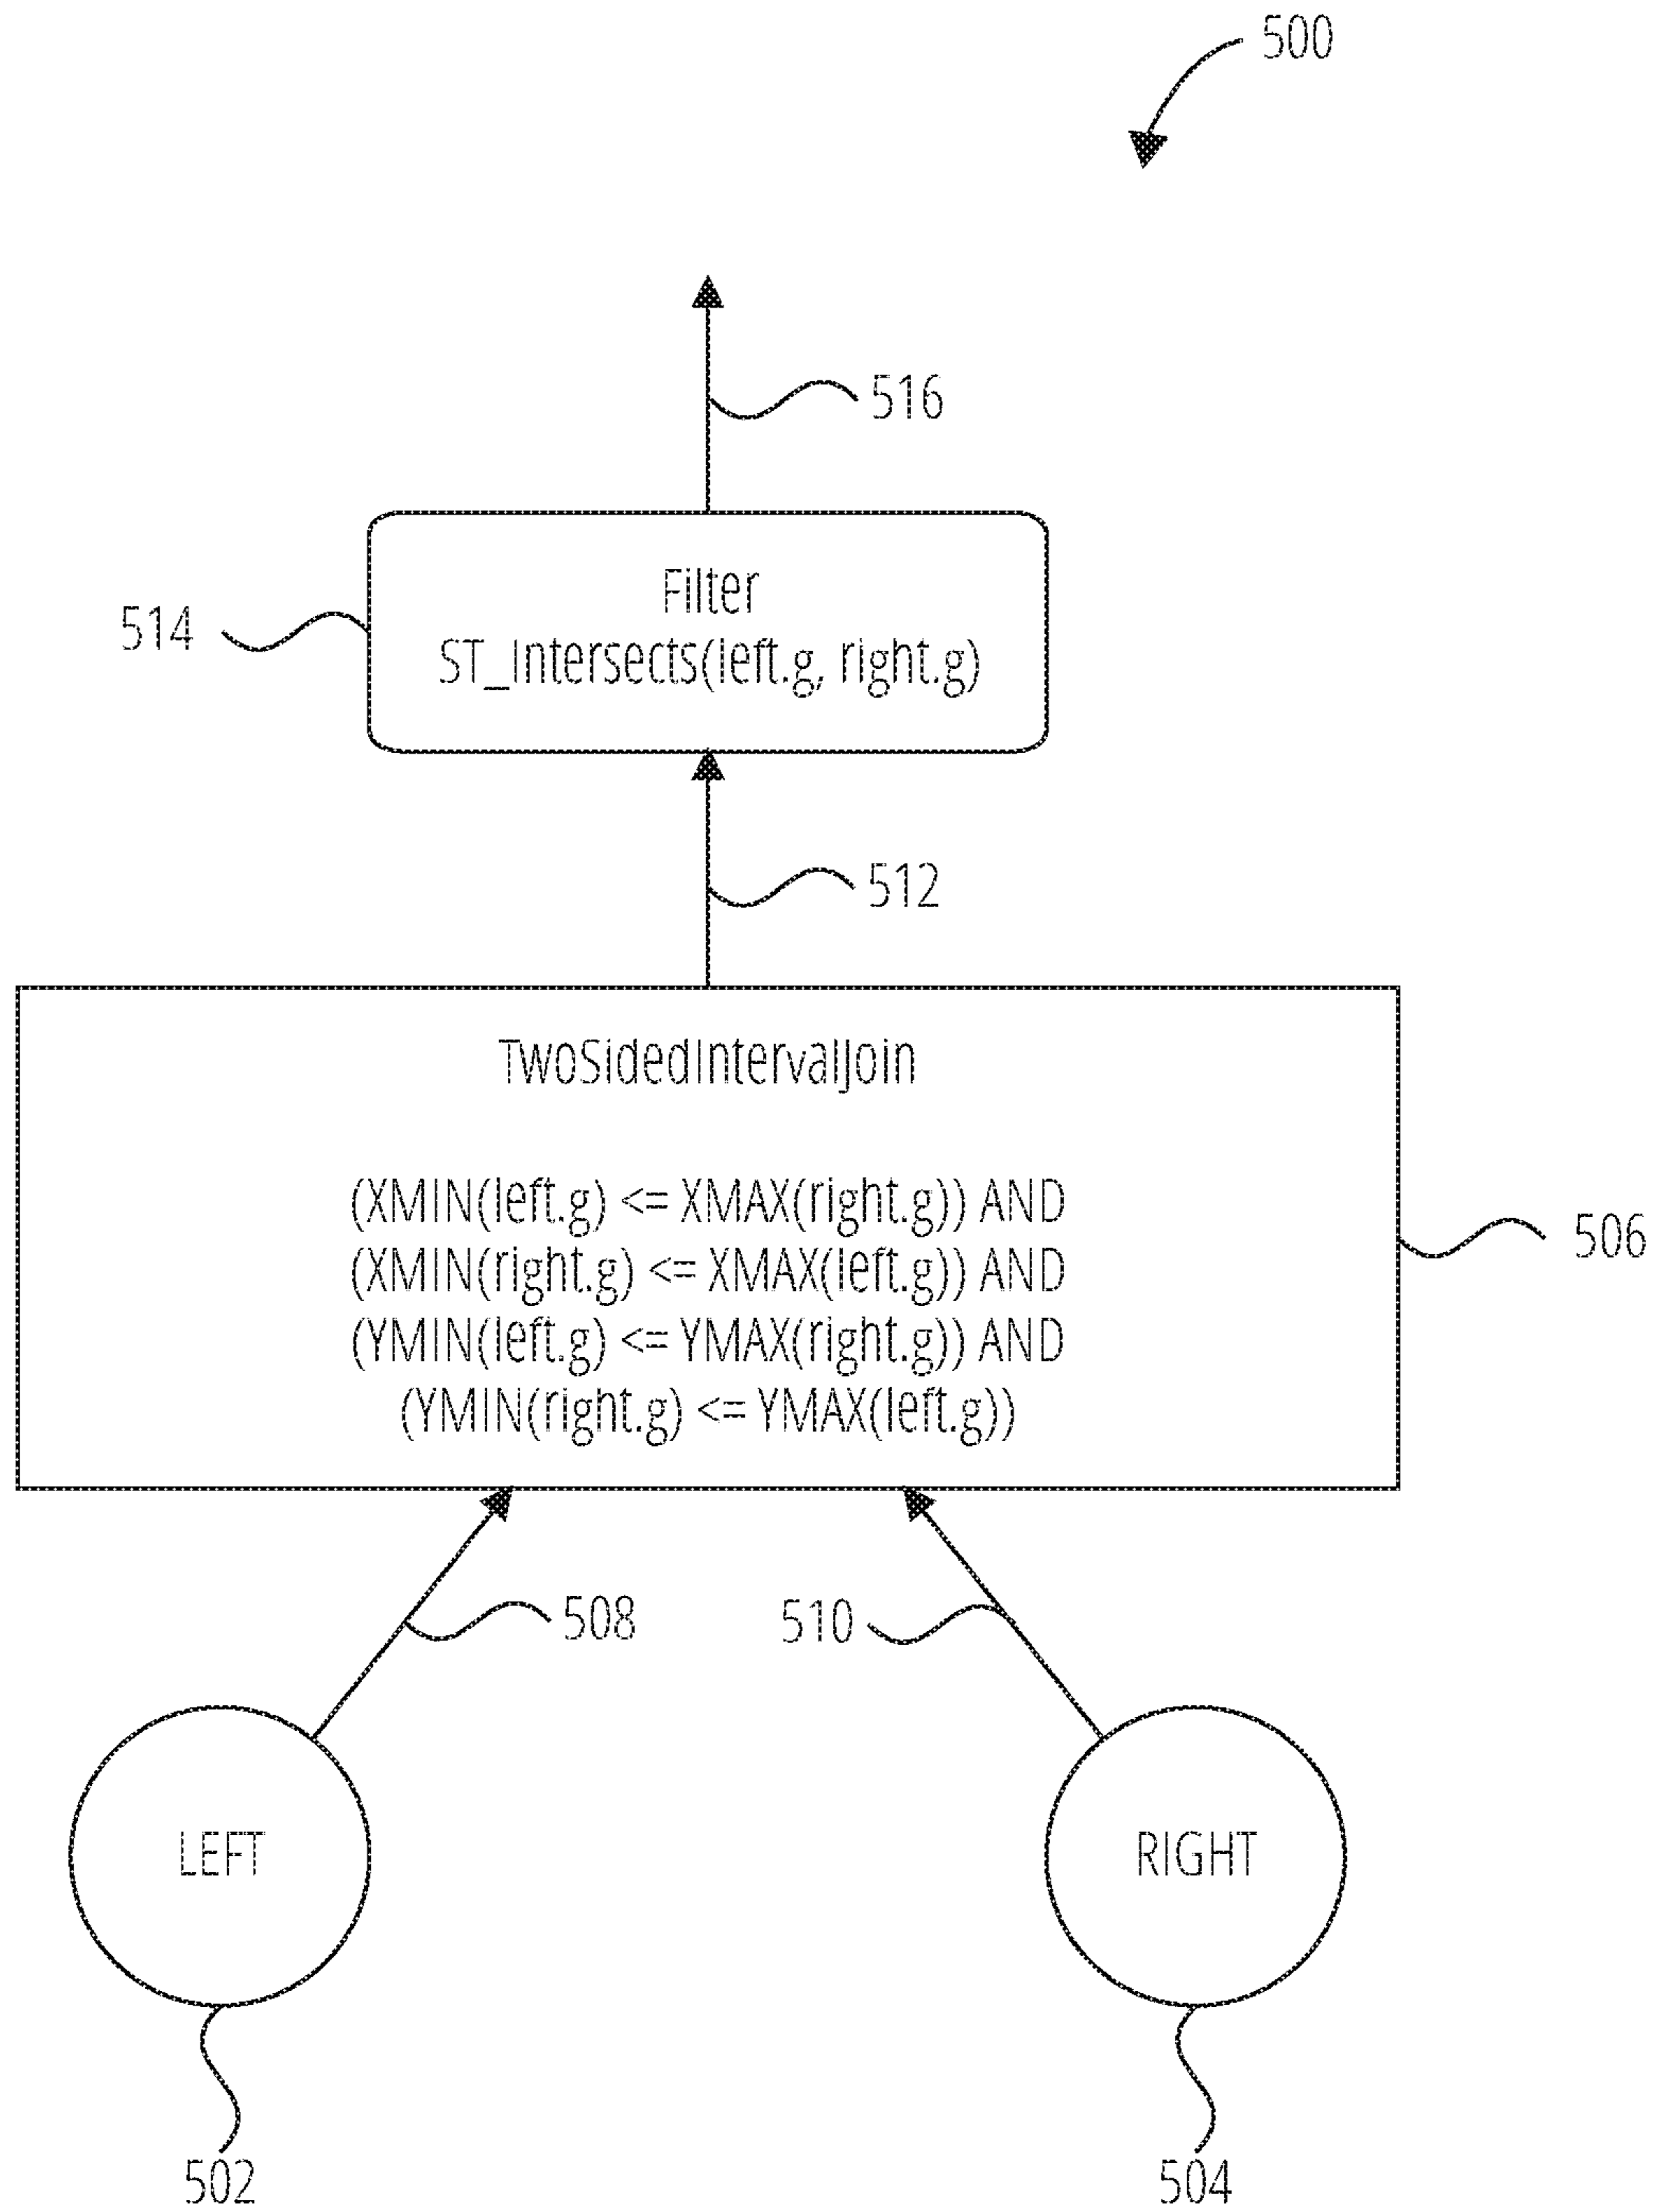 500
516
Filter
514
ST_Intersects(left.g, right.g)
512
TwoSidedIntervalJoin
(XMIN(left.g) <= XMAX(right.g)) AND
506
(XMIN(right.g) <= XMAX(left.g)) AND
(YMIN(left.g) <= YMAX(right.g)) AND
(YMIN(right.g) <= YMAX(left.g))
508
510
LEFT
RIGHT
502
504